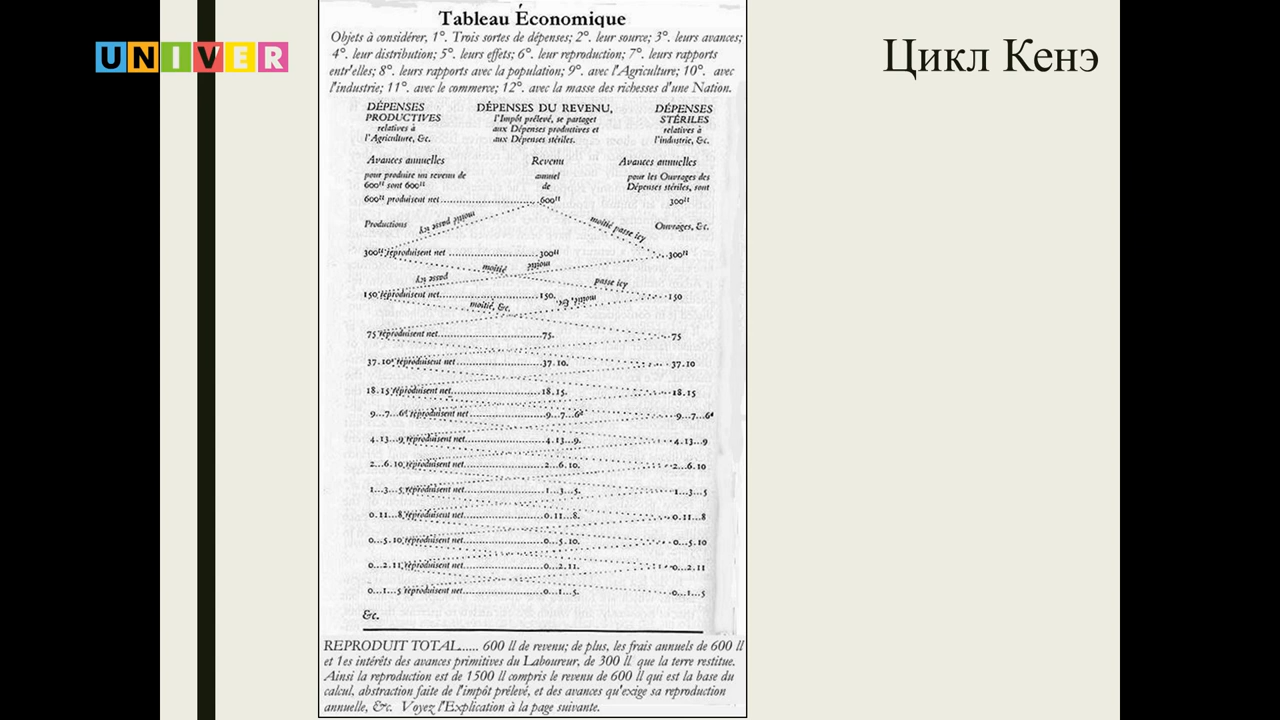 UNIVER
Цикл Кенэ
Tableau Économique
Objets à considérer, 1°. Trois sortes de dépenses; 2°. leur source; 3°. leurs avances;
4°. leur distribution; 5°. leurs effets; 6°. leur reproduction; 7°. leurs rapports
entr'elles; 8°. leurs rapports avec la population; 9°. avec l'Agriculture; 10°. avec
l'industrie; 11°. avec le commerce; 12°. avec la masse des richesses d'une Nation.
DÉPENSES PRODUCTIVES relatives à l'Agriculture, &c.
DÉPENSES DU REVENU, l'Impôt prélevé, se partaget aux Dépenses productives et aux Dépenses stériles.
DÉPENSES STÉRILES relatives à l'industrie, &c.
Avances annuelles pour produire un revenu de 600ll sont 600ll
Revenu annuel de
Avances annuelles pour les Ouvrages des Dépenses stériles, sont
600ll produisent net 600ll 300ll
Productions moitié passe icy moitié passe icy Ouvrages, &c.
300ll reproduisent net 300ll 300ll
moitié passe icy moitié passe icy
150 reproduisent net 150. 150
moitié, &c. moitié, &c.
75 reproduisent net 75. 75
37.10 reproduisent net 37.10. 37.10
18.15 reproduisent net 18.15. 18.15
9...7...6d reproduisent net 9...7...6d 9...7...6d
4.13...9 reproduisent net 4.13...9. 4.13...9
2...6.10 reproduisent net 2...6.10. 2...6.10
1...3...5 reproduisent net 1...3...5. 1...3...5
0.11...8 reproduisent net 0.11...8. 0.11...8
0...5.10 reproduisent net 0...5.10. 0...5.10
0...2.11 reproduisent net 0...2.11. 0...2.11
0...1...5 reproduisent net 0...1...5. 0...1...5
&c.
REPRODUIT TOTAL...... 600 ll de revenu; de plus, les frais annuels de 600 ll
et 1es intérêts des avances primitives du Laboureur, de 300 ll que la terre restitue.
Ainsi la reproduction est de 1500 ll compris le revenu de 600 ll qui est la base du
calcul, abstraction faite de l'impôt prélevé, et des avances qu'exige sa reproduction
annuelle, &c. Voyez l'Explication à la page suivante.